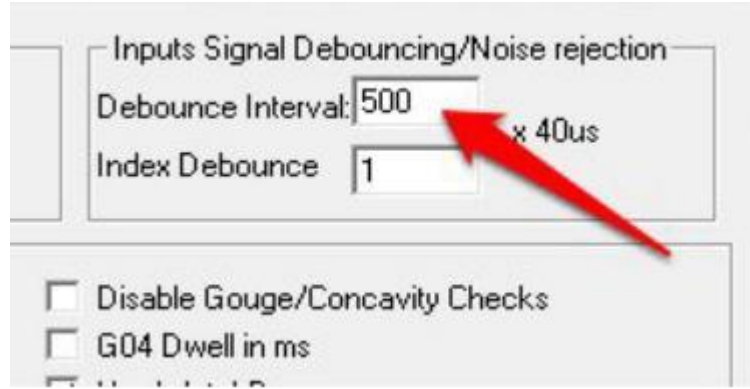 Inputs Signal Debouncing/Noise rejection
Debounce Interval: 500
x 40us
Index Debounce 1
Disable Gouge/Concavity Checks
G04 Dwell in ms